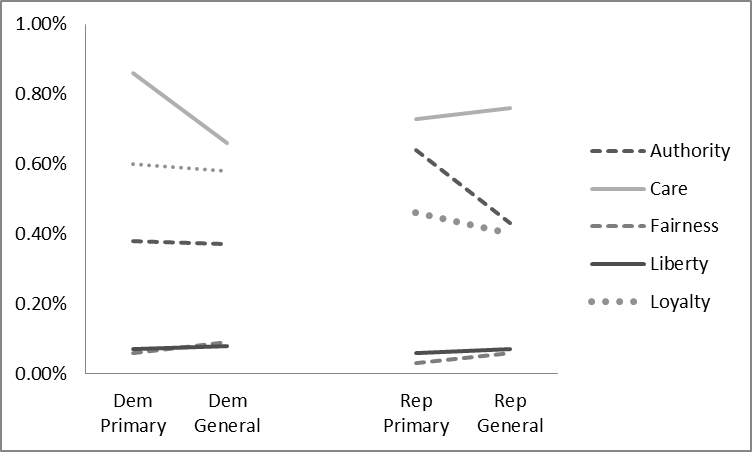 1.00%
0.80%
0.60%
0.40%
0.20%
0.00%
Dem
Primary
Dem
General
Rep
Primary
Rep
General
Authority
Care
Fairness
Liberty
Loyalty